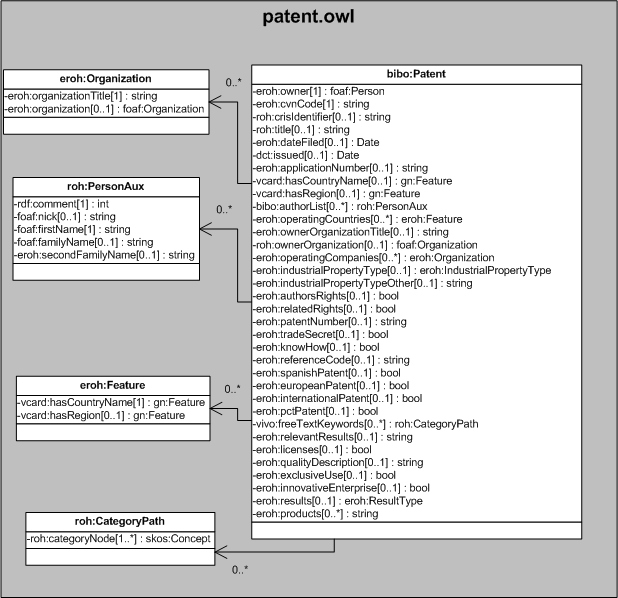 patent.owl
eroh:Organization
-eroh:organizationTitle[1] : string
-eroh:organization[0..1] : foaf:Organization
0..*
roh:PersonAux
-rdf:comment[1] : int
-foaf:nick[0..1] : string
-foaf:firstName[1] : string
-foaf:familyName[0..1] : string
-eroh:secondFamilyName[0..1] : string
0..*
eroh:Feature
-vcard:hasCountryName[1] : gn:Feature
-vcard:hasRegion[0..1] : gn:Feature
0..*
roh:CategoryPath
-roh:categoryNode[1..*] : skos:Concept
0..*
bibo:Patent
-eroh:owner[1] : foaf:Person
-eroh:cvnCode[1] : string
-roh:crisIdentifier[0..1] : string
-roh:title[0..1] : string
-eroh:dateFiled[0..1] : Date
-dct:issued[0..1] : Date
-eroh:applicationNumber[0..1] : string
-vcard:hasCountryName[0..1] : gn:Feature
-vcard:hasRegion[0..1] : gn:Feature
-bibo:authorList[0..*] : roh:PersonAux
-eroh:operatingCountries[0..*] : eroh:Feature
-eroh:ownerOrganizationTitle[0..1] : string
-roh:ownerOrganization[0..1] : foaf:Organization
-eroh:operatingCompanies[0..*] : eroh:Organization
-eroh:industrialPropertyType[0..1] : eroh:IndustrialPropertyType
-eroh:industrialPropertyTypeOther[0..1] : string
-eroh:authorsRights[0..1] : bool
-eroh:relatedRights[0..1] : bool
-eroh:patentNumber[0..1] : string
-eroh:tradeSecret[0..1] : bool
-eroh:knowHow[0..1] : bool
-eroh:referenceCode[0..1] : string
-eroh:spanishPatent[0..1] : bool
-eroh:europeanPatent[0..1] : bool
-eroh:internationalPatent[0..1] : bool
-eroh:pctPatent[0..1] : bool
-vivo:freeTextKeywords[0..*] : roh:CategoryPath
-eroh:relevantResults[0..1] : string
-eroh:licenses[0..1] : bool
-eroh:qualityDescription[0..1] : string
-eroh:exclusiveUse[0..1] : bool
-eroh:innovativeEnterprise[0..1] : bool
-eroh:results[0..1] : eroh:ResultType
-eroh:products[0..*] : string